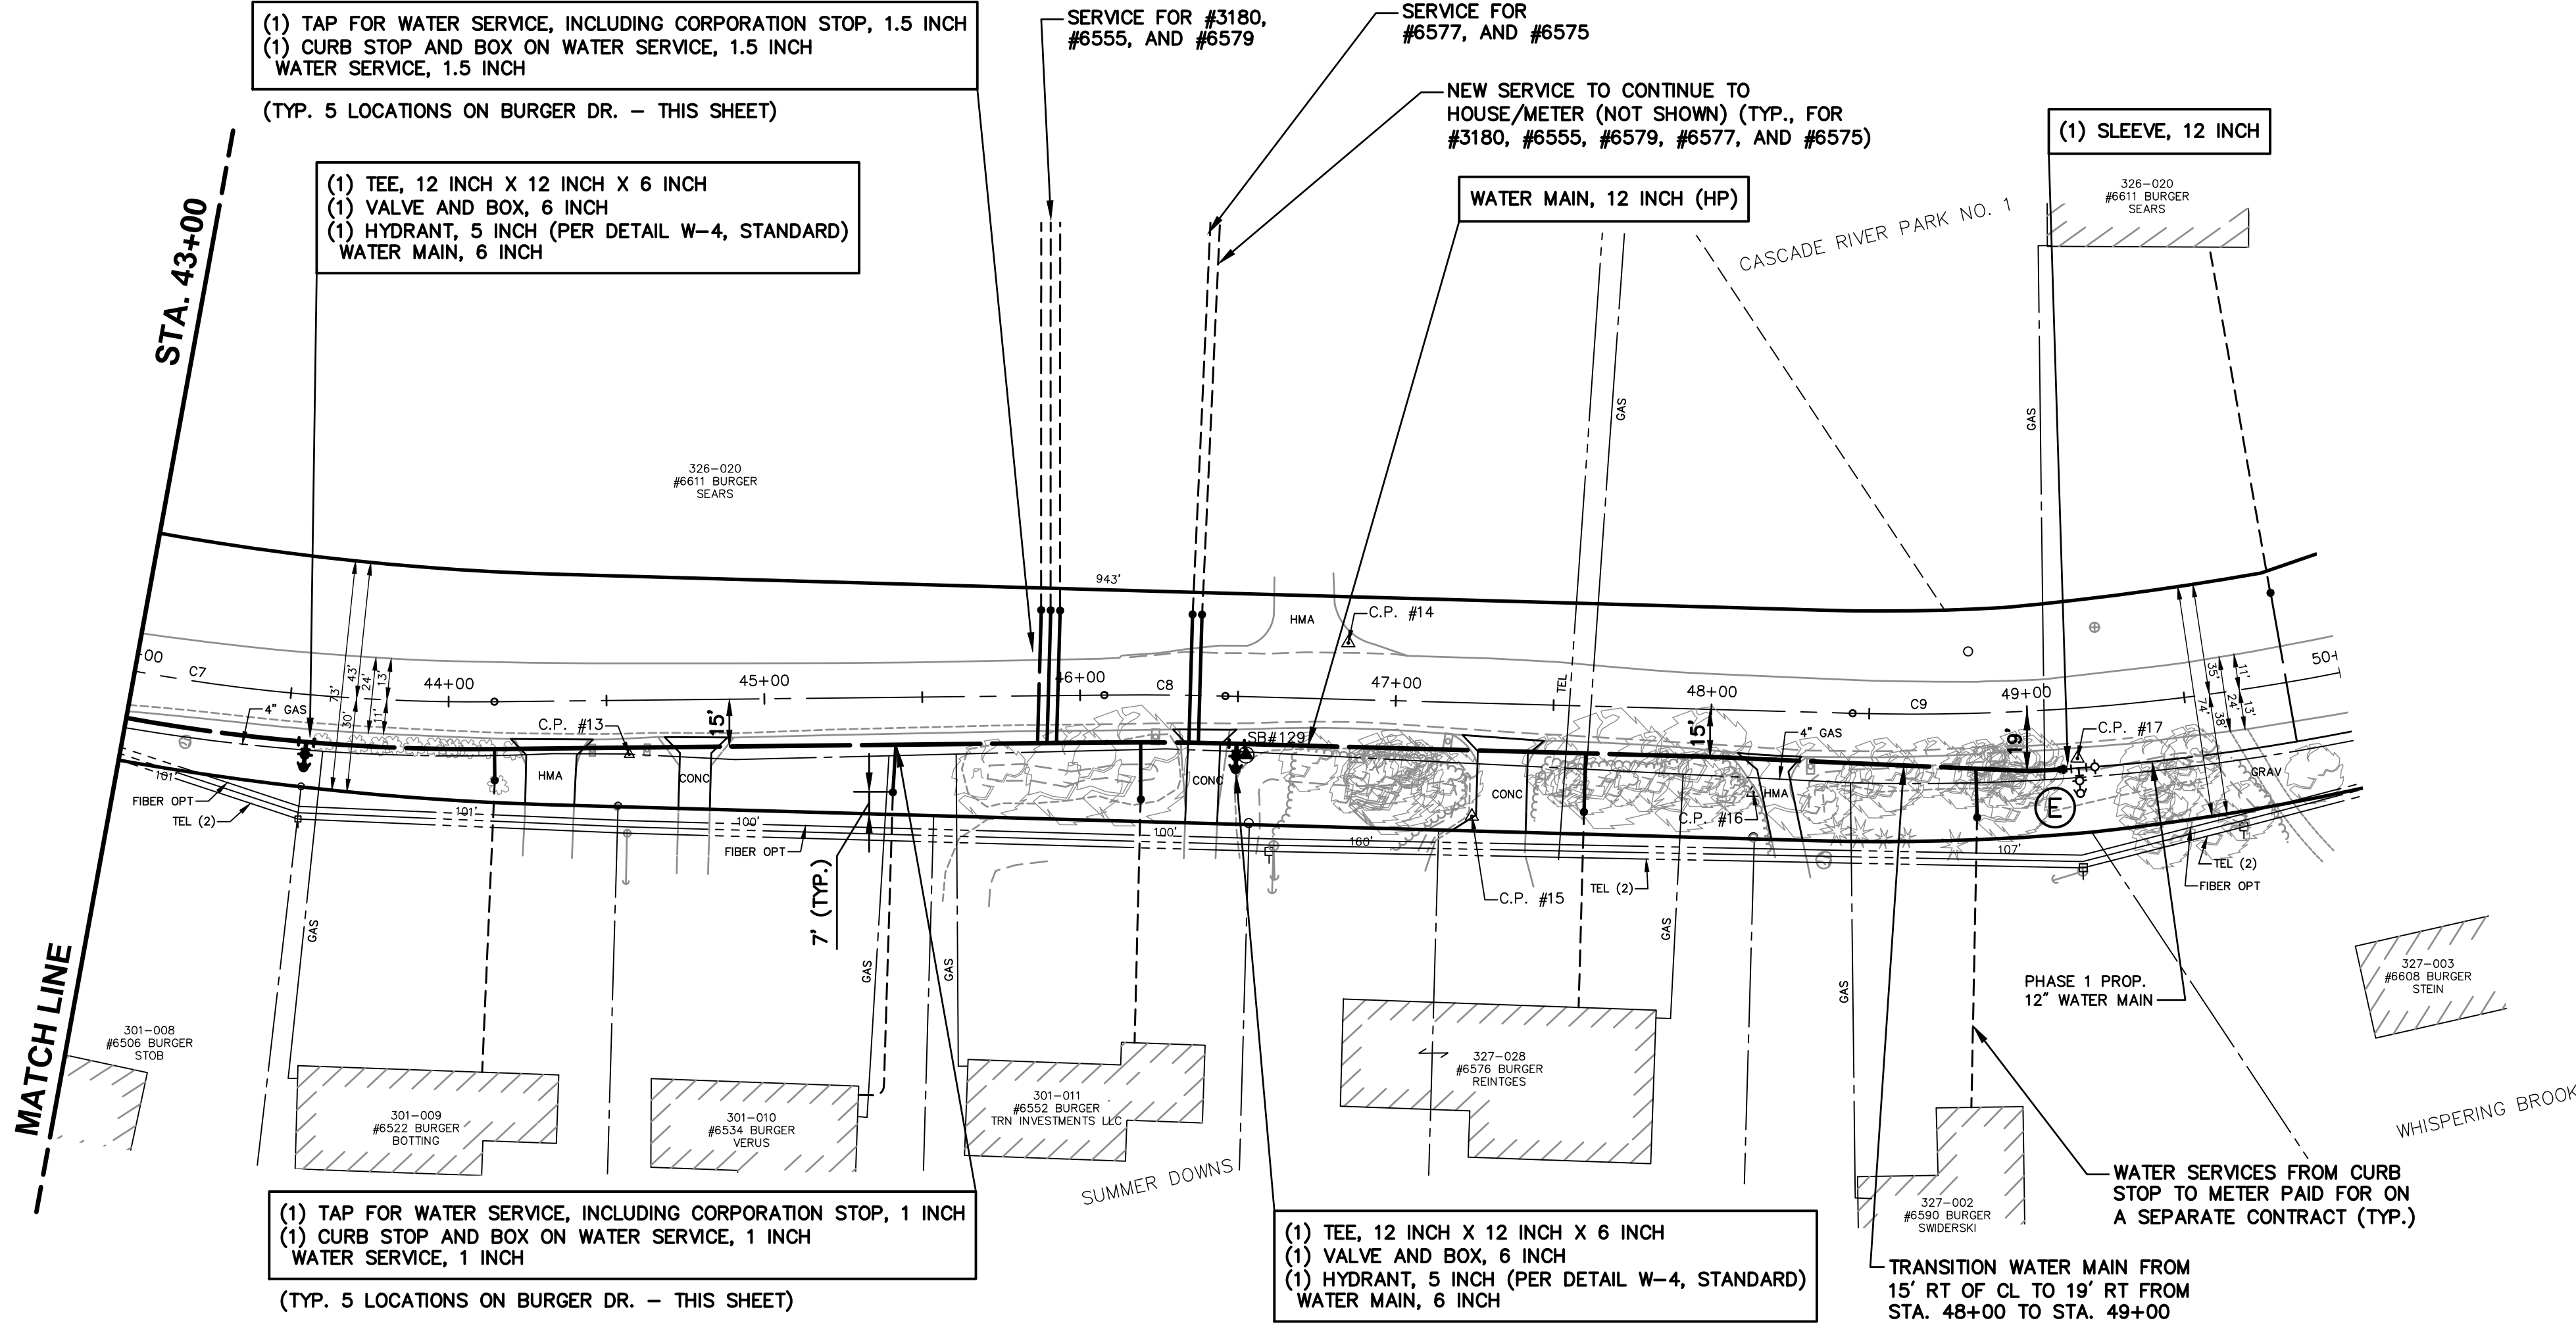 (1) TAP FOR WATER SERVICE, INCLUDING CORPORATION STOP, 1.5 INCH
(1) CURB STOP AND BOX ON WATER SERVICE, 1.5 INCH
WATER SERVICE, 1.5 INCH
(TYP. 5 LOCATIONS ON BURGER DR. – THIS SHEET)
SERVICE FOR #3180,
#6555, AND #6579
SERVICE FOR
#6577, AND #6575
NEW SERVICE TO CONTINUE TO
HOUSE/METER (NOT SHOWN) (TYP., FOR
#3180, #6555, #6579, #6577, AND #6575)
(1) SLEEVE, 12 INCH
(1) TEE, 12 INCH X 12 INCH X 6 INCH
(1) VALVE AND BOX, 6 INCH
(1) HYDRANT, 5 INCH (PER DETAIL W–4, STANDARD)
WATER MAIN, 6 INCH
WATER MAIN, 12 INCH (HP)
CASCADE RIVER PARK NO. 1
326–020
#6611 BURGER
SEARS
STA. 43+00
326–020
#6611 BURGER
SEARS
GAS
GAS
943'
HMA
C.P. #14
+00
C7
44+00
45+00
46+00
C8
47+00
TEL
48+00
C9
49+00
50+
73'
43'
30'
24'
13'
11'
35'
11'
74'
24'
38'
13'
4" GAS
C.P. #13
15'
SB#129
15'
4" GAS
19'
C.P. #17
101'
FIBER OPT
TEL (2)
101'
HMA
CONC
100'
FIBER OPT
7' (TYP.)
100'
CONC
160'
CONC
C.P. #15
C.P. #16
HMA
TEL (2)
107'
E
GRAV
TEL (2)
FIBER OPT
GAS
GAS
GAS
GAS
GAS
PHASE 1 PROP.
12" WATER MAIN
327–003
#6608 BURGER
STEIN
MATCH LINE
301–008
#6506 BURGER
STOB
301–009
#6522 BURGER
BOTTING
301–010
#6534 BURGER
VERUS
301–011
#6552 BURGER
TRN INVESTMENTS LLC
327–028
#6576 BURGER
REINTGES
327–002
#6590 BURGER
SWIDERSKI
SUMMER DOWNS
WHISPERING BROOK
WATER SERVICES FROM CURB
STOP TO METER PAID FOR ON
A SEPARATE CONTRACT (TYP.)
(1) TAP FOR WATER SERVICE, INCLUDING CORPORATION STOP, 1 INCH
(1) CURB STOP AND BOX ON WATER SERVICE, 1 INCH
WATER SERVICE, 1 INCH
(TYP. 5 LOCATIONS ON BURGER DR. – THIS SHEET)
(1) TEE, 12 INCH X 12 INCH X 6 INCH
(1) VALVE AND BOX, 6 INCH
(1) HYDRANT, 5 INCH (PER DETAIL W–4, STANDARD)
WATER MAIN, 6 INCH
TRANSITION WATER MAIN FROM
15' RT OF CL TO 19' RT FROM
STA. 48+00 TO STA. 49+00